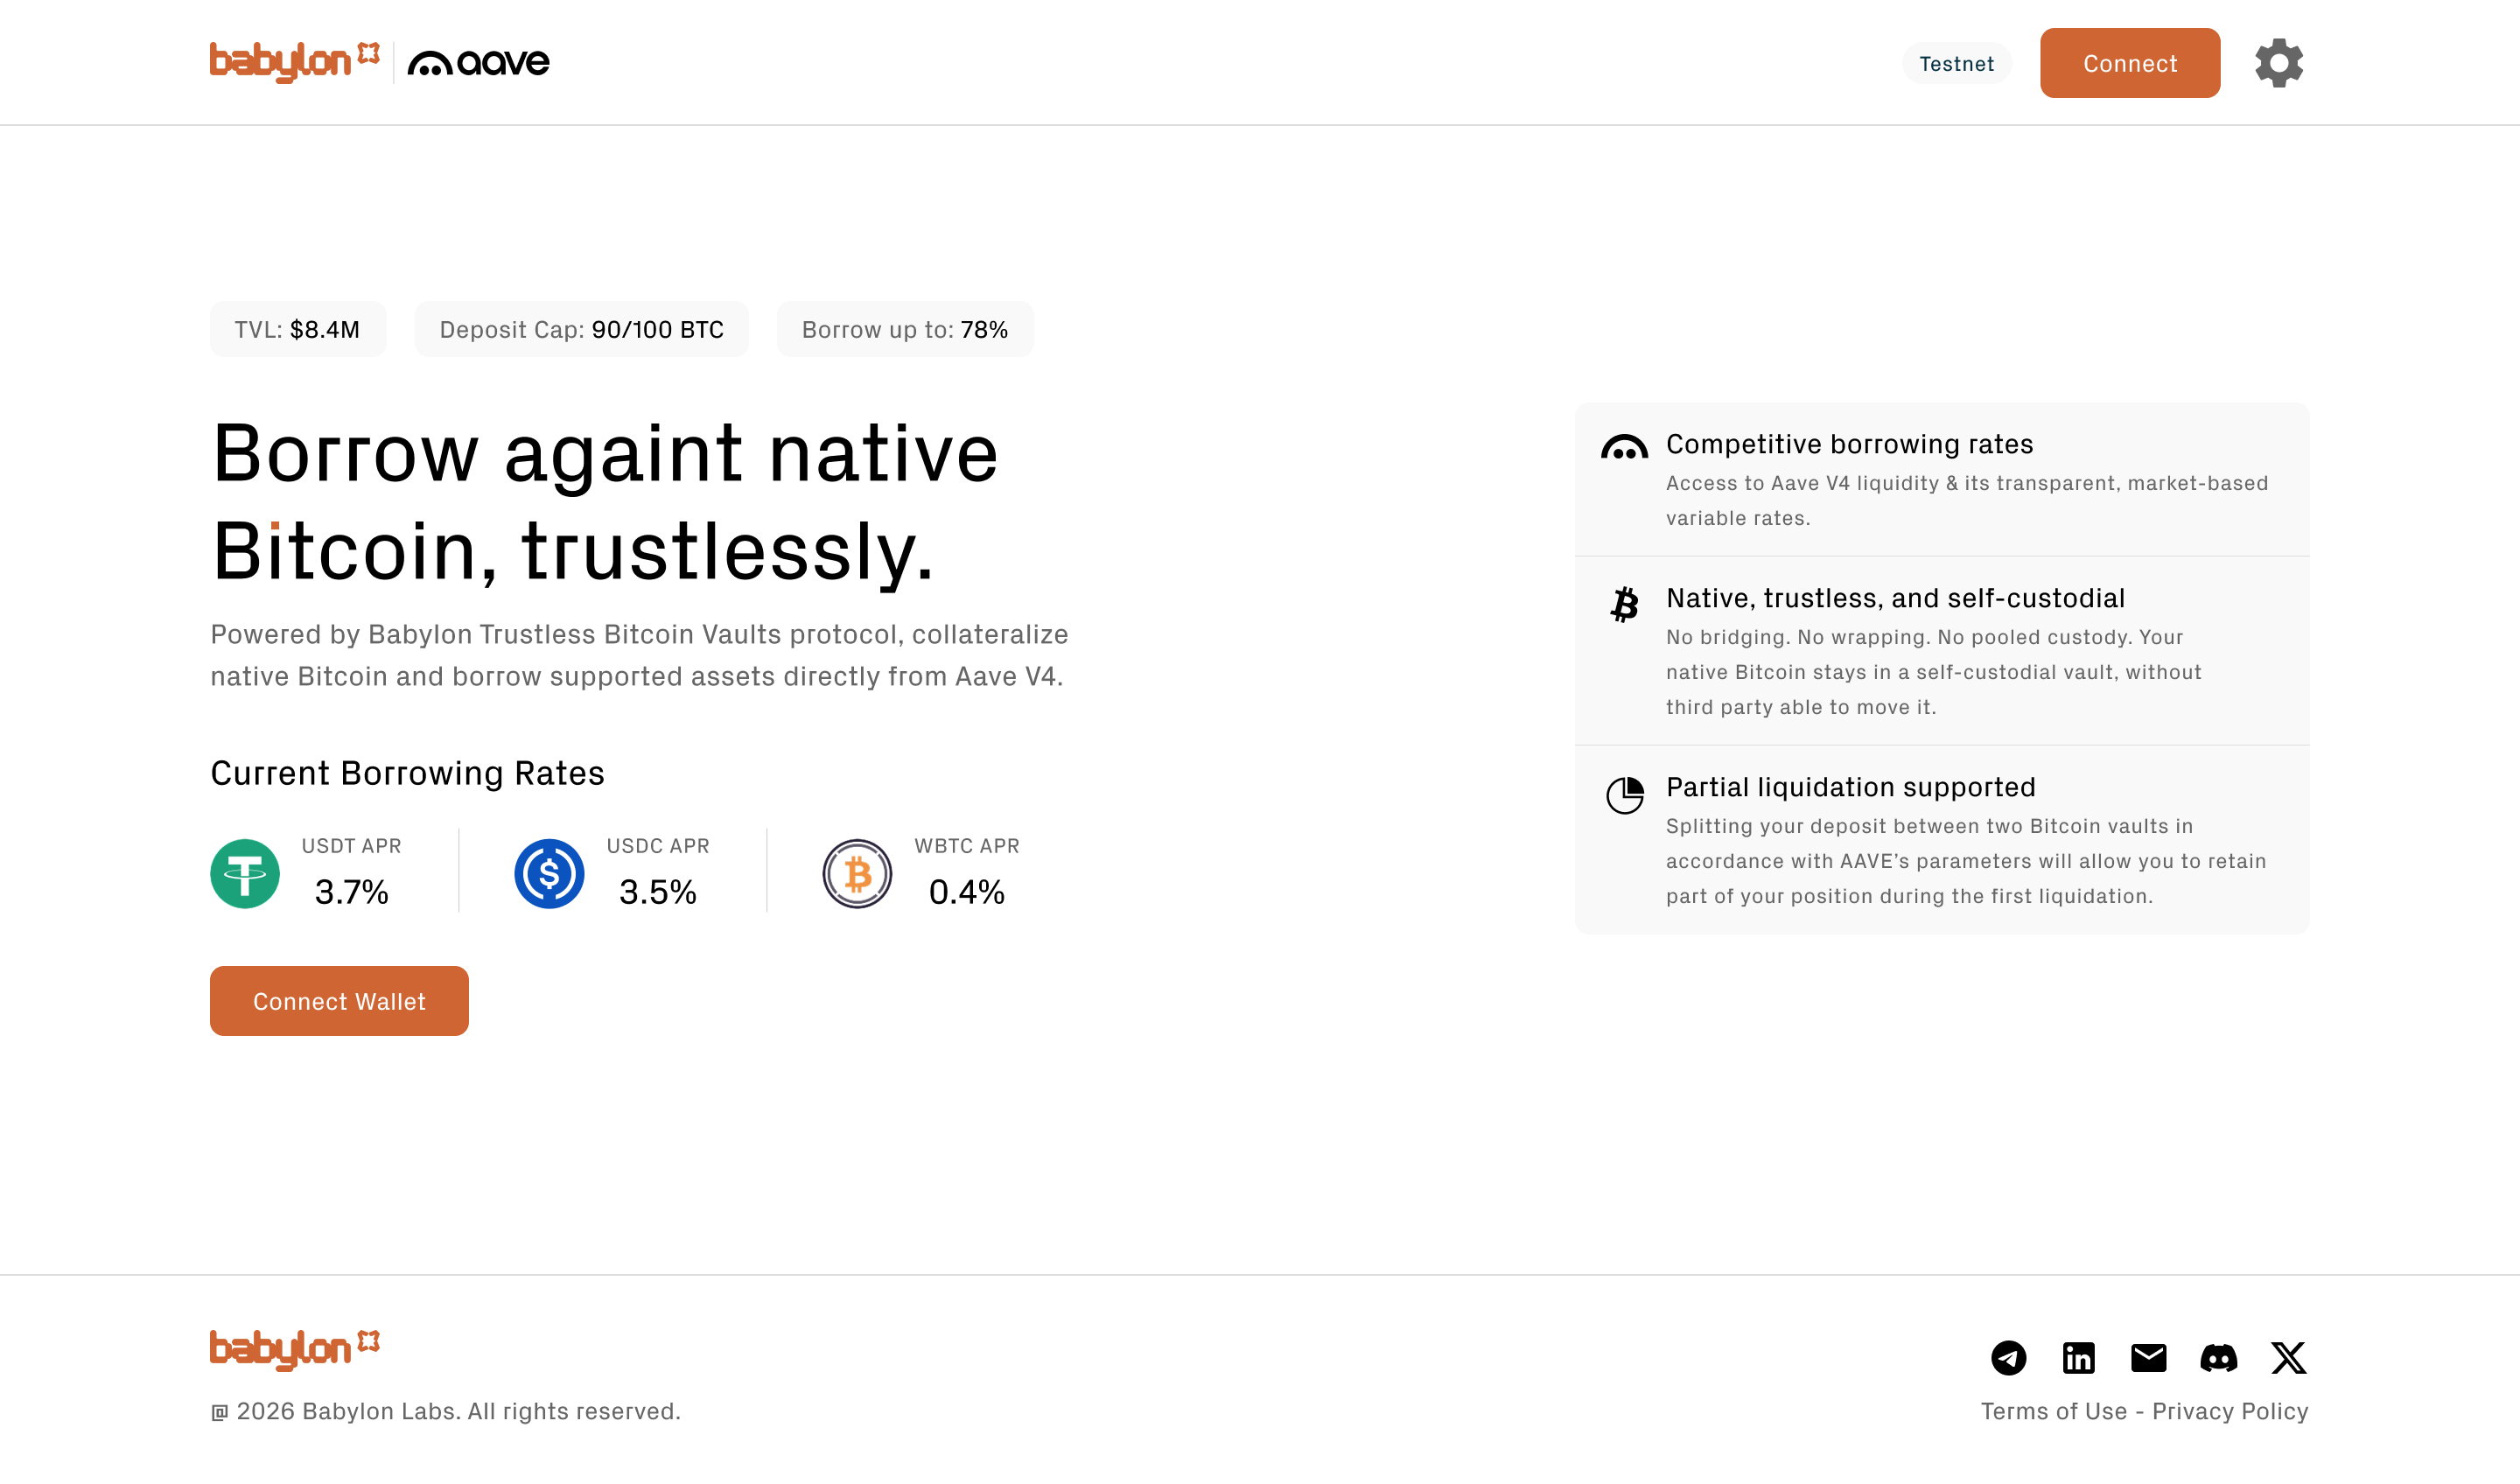 babylon aave
Testnet
Connect
TVL: $8.4M
Deposit Cap: 90/100 BTC
Borrow up to: 78%
Borrow againt native
Bitcoin, trustlessly.
Powered by Babylon Trustless Bitcoin Vaults protocol, collateralize
native Bitcoin and borrow supported assets directly from Aave V4.
Current Borrowing Rates
USDT APR
3.7%
USDC APR
3.5%
WBTC APR
0.4%
Connect Wallet
Competitive borrowing rates
Access to Aave V4 liquidity & its transparent, market-based
variable rates.
Native, trustless, and self-custodial
No bridging. No wrapping. No pooled custody. Your
native Bitcoin stays in a self-custodial vault, without
third party able to move it.
Partial liquidation supported
Splitting your deposit between two Bitcoin vaults in
accordance with AAVE’s parameters will allow you to retain
part of your position during the first liquidation.
babylon
@ 2026 Babylon Labs. All rights reserved.
Terms of Use - Privacy Policy